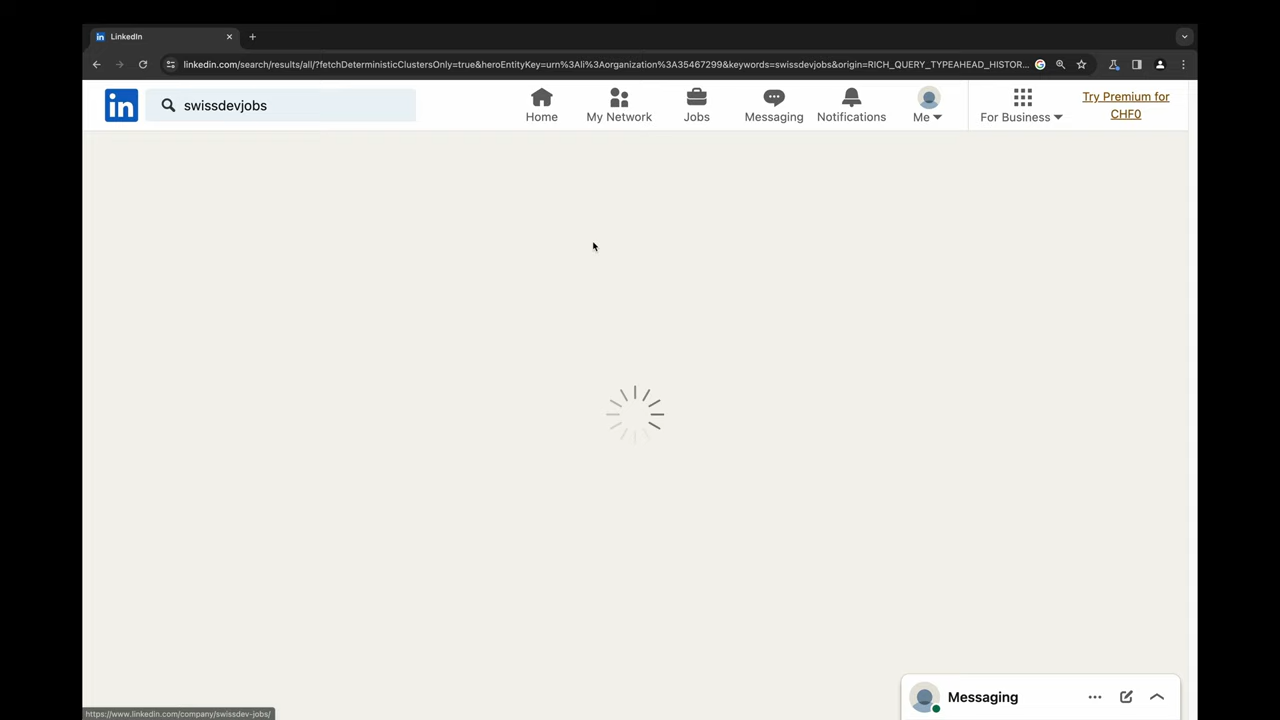 in LinkedIn
linkedin.com/search/results/all/?fetchDeterministicClustersOnly=true&heroEntityKey=urn%3Ali%3Aorganization%3A35467299&keywords=swissdevjobs&origin=RICH_QUERY_TYPEAHEAD_HISTOR...
in
swissdevjobs
Home
My Network
Jobs
Messaging
Notifications
Me
For Business
Try Premium for
CHF0
Messaging
https://www.linkedin.com/company/swissdev-jobs/